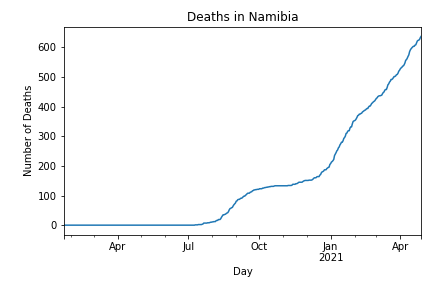 Deaths in Namibia
Number of Deaths
600
500
400
300
200
100
0
Apr
Jul
Oct
Jan
2021
Apr
Day